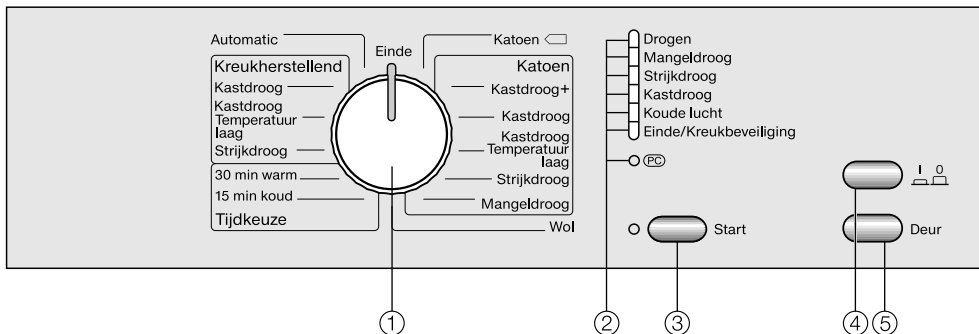 Automatic
Einde
Katoen
Kreukherstellend
Kastdroog
Kastdroog
Temperatuur
laag
Strijkdroog
30 min warm
15 min koud
Tijdkeuze
Katoen
Kastdroog+
Kastdroog
Kastdroog
Temperatuur
laag
Strijkdroog
Mangeldroog
Wol
Drogen
Mangeldroog
Strijkdroog
Kastdroog
Koude lucht
Einde/Kreukbeveiliging
PC
Start
I 0
Deur
1 2 3 4 5